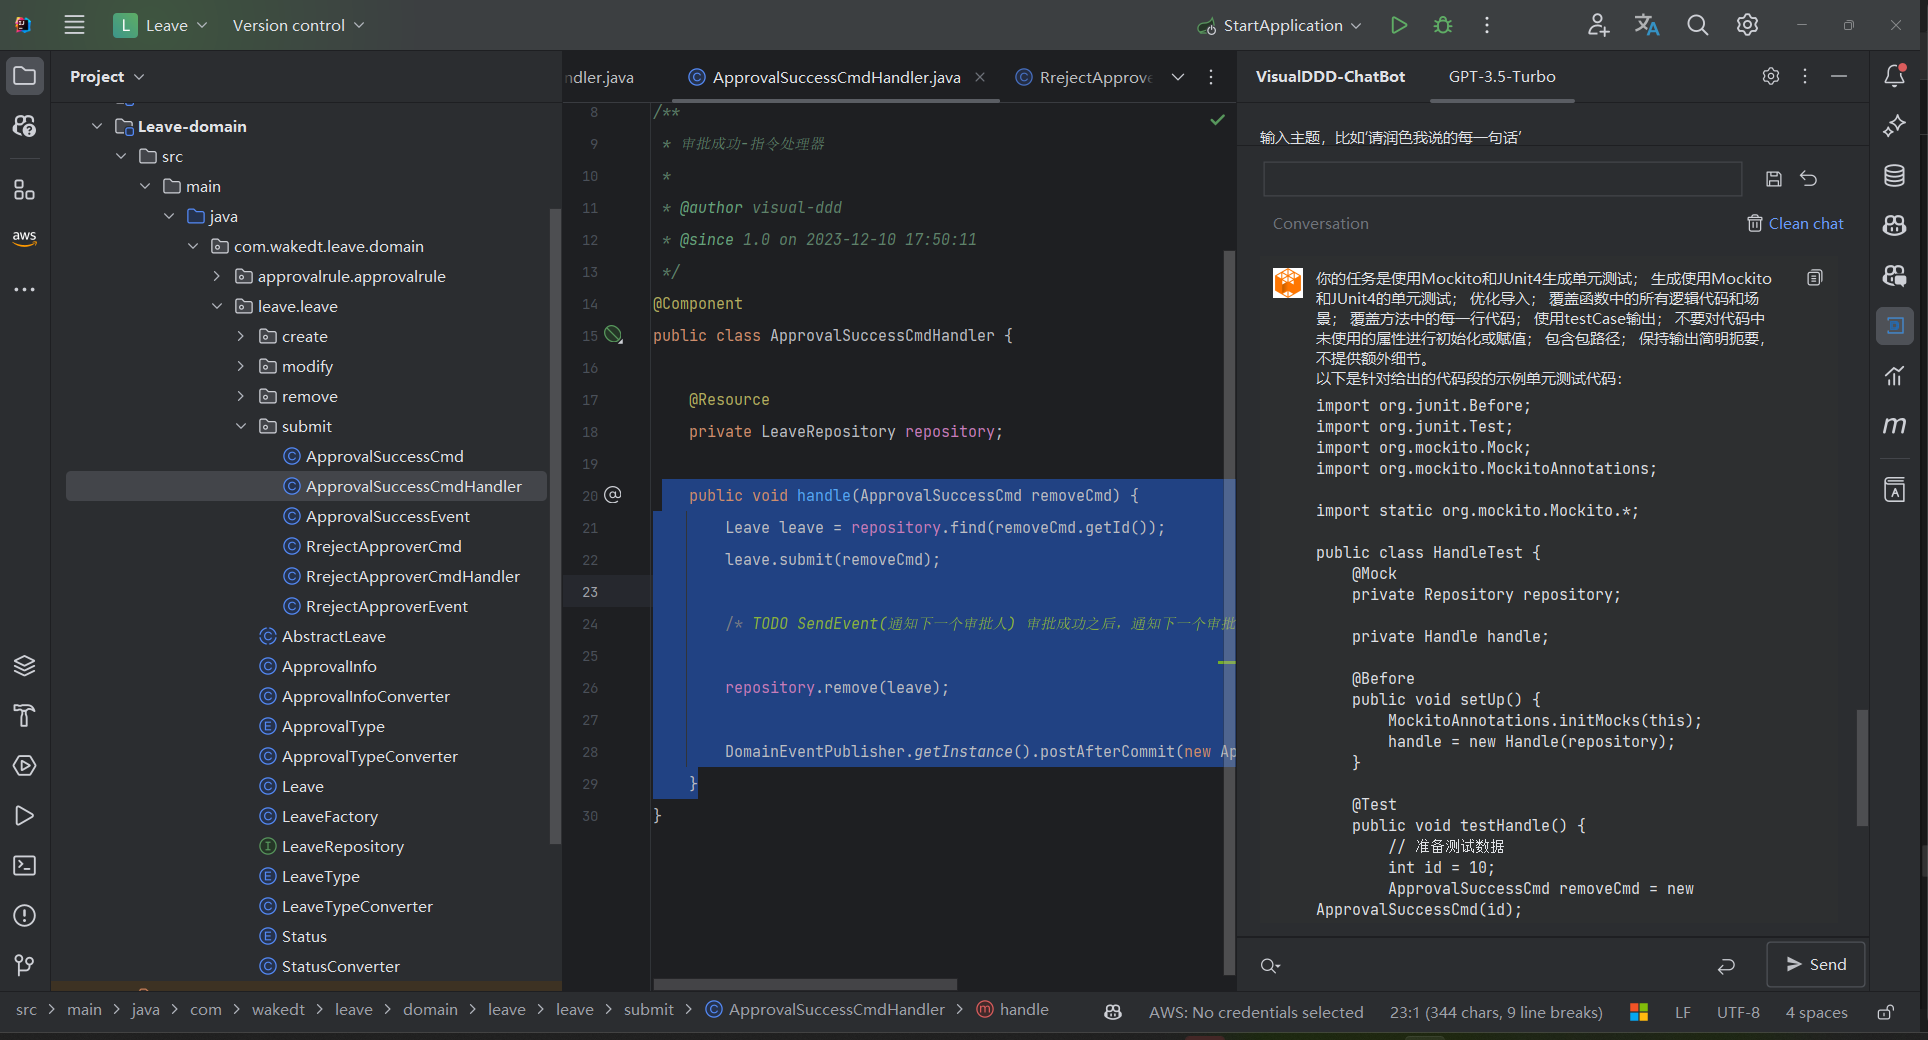 L Leave
Version control
StartApplication
Project
ndler.java
ApprovalSuccessCmdHandler.java
RrejectApprove
VisualDDD-ChatBot
GPT-3.5-Turbo
Leave-domain
src
main
java
com.wakedt.leave.domain
approvalrule.approvalrule
leave.leave
create
modify
remove
submit
ApprovalSuccessCmd
ApprovalSuccessCmdHandler
ApprovalSuccessEvent
RrejectApproverCmd
RrejectApproverCmdHandler
RrejectApproverEvent
AbstractLeave
ApprovalInfo
ApprovalInfoConverter
ApprovalType
ApprovalTypeConverter
Leave
LeaveFactory
LeaveRepository
LeaveType
LeaveTypeConverter
Status
StatusConverter
aws
8 /**
9 * 审批成功-指令处理器
10 *
11 * @author visual-ddd
12 * @since 1.0 on 2023-12-10 17:50:11
13 */
14 @Component
15 public class ApprovalSuccessCmdHandler {
16
17 @Resource
18 private LeaveRepository repository;
19
20 public void handle(ApprovalSuccessCmd removeCmd) {
21 Leave leave = repository.find(removeCmd.getId());
22 leave.submit(removeCmd);
23
24 /* TODO SendEvent(通知下一个审批人) 审批成功之后，通知下一个审批
25
26 repository.remove(leave);
27
28 DomainEventPublisher.getInstance().postAfterCommit(new Ap
29 }
30 }
输入主题，比如‘请润色我说的每一句话’
Conversation
Clean chat
你的任务是使用Mockito和JUnit4生成单元测试； 生成使用Mockito
和JUnit4的单元测试； 优化导入； 覆盖函数中的所有逻辑代码和场
景； 覆盖方法中的每一行代码； 使用testCase输出； 不要对代码中
未使用的属性进行初始化或赋值； 包含包路径； 保持输出简明扼要，
不提供额外细节。
以下是针对给出的代码段的示例单元测试代码：
import org.junit.Before;
import org.junit.Test;
import org.mockito.Mock;
import org.mockito.MockitoAnnotations;
import static org.mockito.Mockito.*;
public class HandleTest {
@Mock
private Repository repository;
private Handle handle;
@Before
public void setUp() {
MockitoAnnotations.initMocks(this);
handle = new Handle(repository);
}
@Test
public void testHandle() {
// 准备测试数据
int id = 10;
ApprovalSuccessCmd removeCmd = new
ApprovalSuccessCmd(id);
Send
src > main > java > com > wakedt > leave > domain > leave > leave > submit > ApprovalSuccessCmdHandler > handle
AWS: No credentials selected
23:1 (344 chars, 9 line breaks)
LF
UTF-8
4 spaces